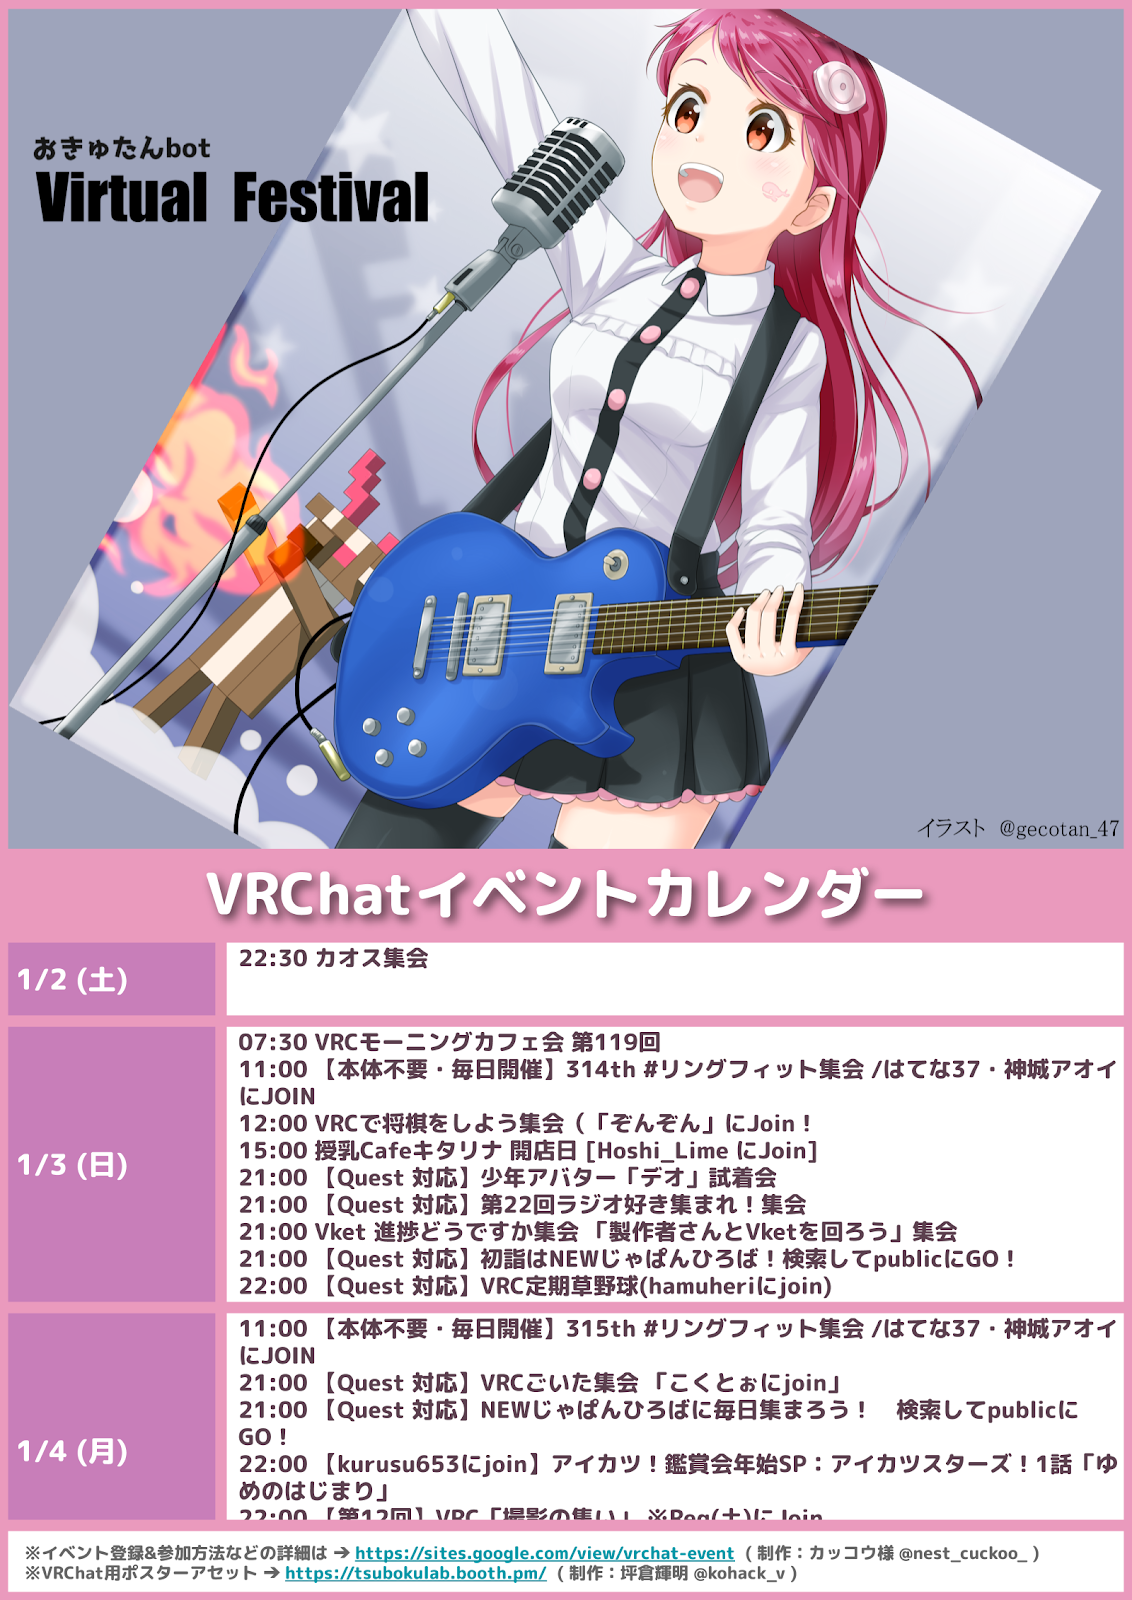 おきゅたんbot
Virtual Festival
イラスト @gecotan_47
VRChatイベントカレンダー
1/2 (土)
22:30 カオス集会
1/3 (日)
07:30 VRCモーニングカフェ会 第119回
11:00 【本体不要・毎日開催】314th #リングフィット集会 /はてな37・神城アオイ
にJOIN
12:00 VRCで将棋をしよう集会（「ぞんぞん」にJoin！
15:00 授乳Cafeキタリナ 開店日 [Hoshi_Lime にJoin]
21:00 【Quest 対応】少年アバター「デオ」試着会
21:00 【Quest 対応】第22回ラジオ好き集まれ！集会
21:00 Vket 進捗どうですか集会 「製作者さんとVketを回ろう」集会
21:00 【Quest 対応】初詣はNEWじゃぱんひろば！検索してpublicにGO！
22:00 【Quest 対応】VRC定期草野球(hamuheriにjoin)
1/4 (月)
11:00 【本体不要・毎日開催】315th #リングフィット集会 /はてな37・神城アオイ
にJOIN
21:00 【Quest 対応】VRCごいた集会 「こくとぉにjoin」
21:00 【Quest 対応】NEWじゃぱんひろばに毎日集まろう！　検索してpublicに
GO！
22:00 【kurusu653にjoin】アイカツ！鑑賞会年始SP：アイカツスターズ！1話「ゆ
めのはじまり」
22:00 【第12回】VRC「撮影の集い」 ※Reg(土)にJoin
※イベント登録&参加方法などの詳細は → https://sites.google.com/view/vrchat-event （ 制作：カッコウ様 @nest_cuckoo_ ）
※VRChat用ポスターアセット → https://tsubokulab.booth.pm/ （ 制作：坪倉輝明 @kohack_v ）